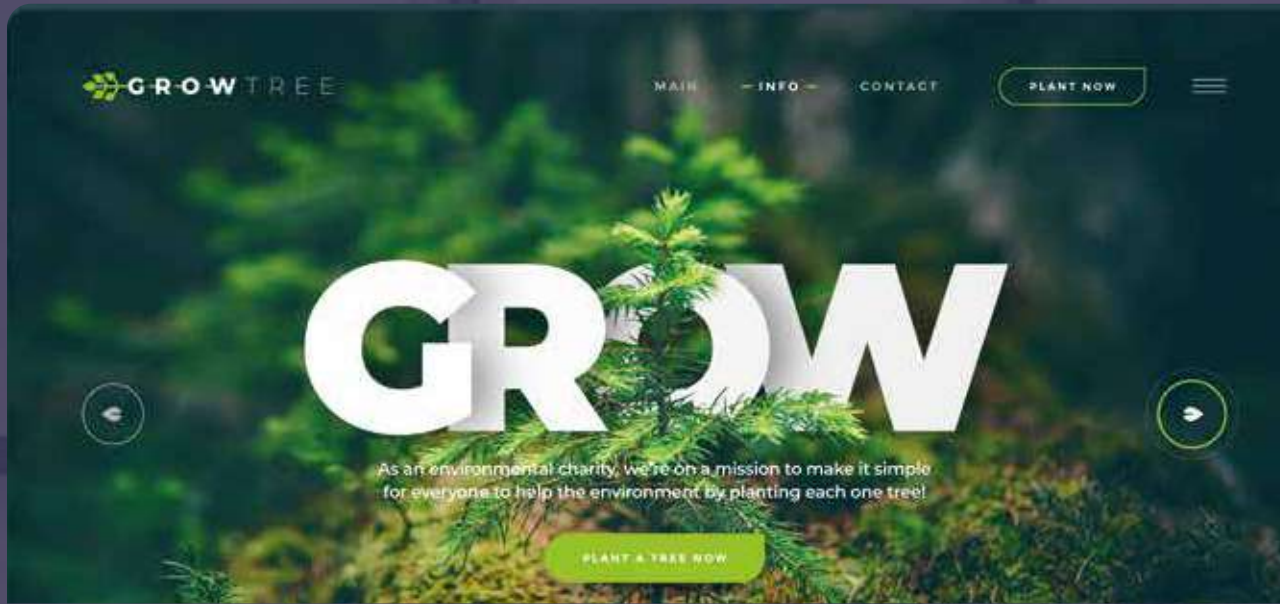 GROWTREE
MAIN
INFO
CONTACT
PLANT NOW
GROW
As an environmental charity, we're on a mission to make it simple
for everyone to help the environment by planting each one tree!
PLANT A TREE NOW